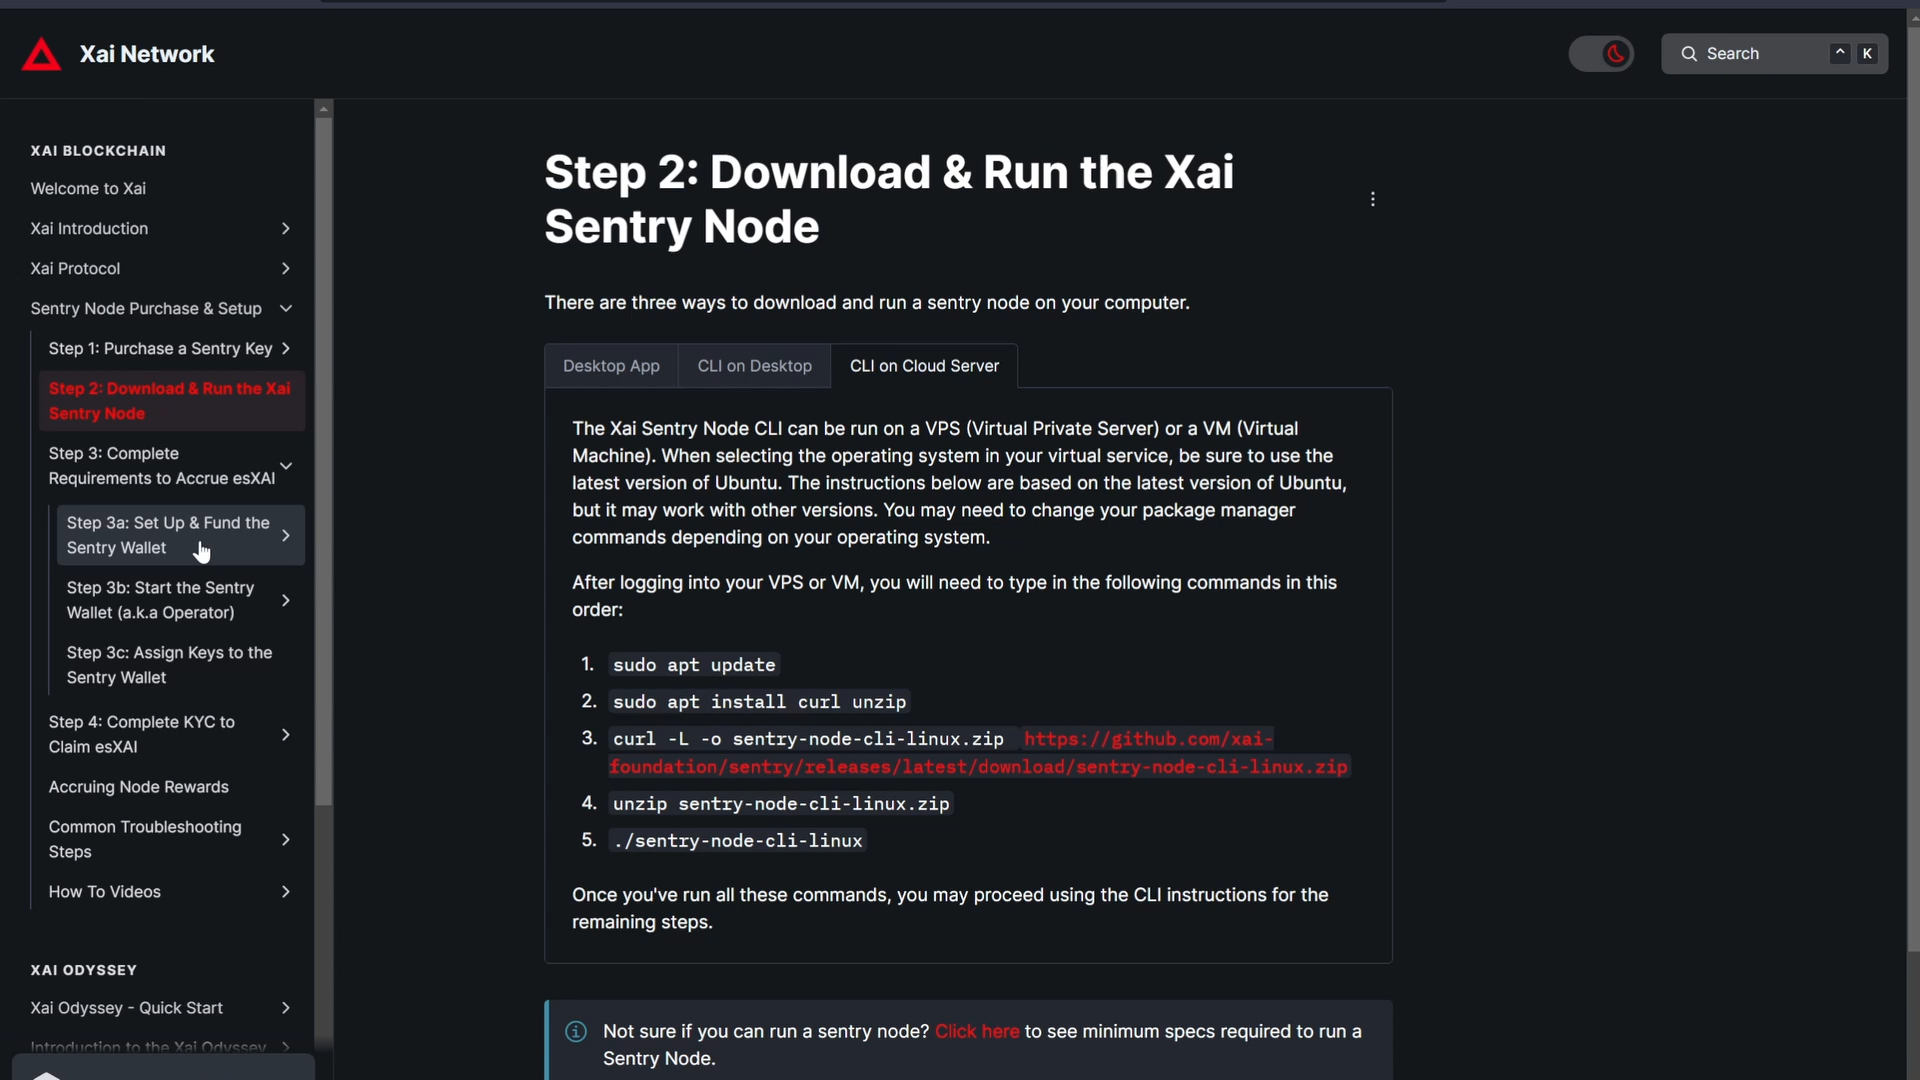 Xai Network
Search
^ K
XAI BLOCKCHAIN
Welcome to Xai
Xai Introduction
Xai Protocol
Sentry Node Purchase & Setup
Step 1: Purchase a Sentry Key
Step 2: Download & Run the Xai
Sentry Node
Step 3: Complete
Requirements to Accrue esXAI
Step 3a: Set Up & Fund the
Sentry Wallet
Step 3b: Start the Sentry
Wallet (a.k.a Operator)
Step 3c: Assign Keys to the
Sentry Wallet
Step 4: Complete KYC to
Claim esXAI
Accruing Node Rewards
Common Troubleshooting
Steps
How To Videos
XAI ODYSSEY
Xai Odyssey - Quick Start
Introduction to the Xai Odyssey
Step 2: Download & Run the Xai
Sentry Node
There are three ways to download and run a sentry node on your computer.
Desktop App
CLI on Desktop
CLI on Cloud Server
The Xai Sentry Node CLI can be run on a VPS (Virtual Private Server) or a VM (Virtual
Machine). When selecting the operating system in your virtual service, be sure to use the
latest version of Ubuntu. The instructions below are based on the latest version of Ubuntu,
but it may work with other versions. You may need to change your package manager
commands depending on your operating system.
After logging into your VPS or VM, you will need to type in the following commands in this
order:
1. sudo apt update
2. sudo apt install curl unzip
3. curl -L -o sentry-node-cli-linux.zip https://github.com/xai-
foundation/sentry/releases/latest/download/sentry-node-cli-linux.zip
4. unzip sentry-node-cli-linux.zip
5. ./sentry-node-cli-linux
Once you've run all these commands, you may proceed using the CLI instructions for the
remaining steps.
Not sure if you can run a sentry node? Click here to see minimum specs required to run a
Sentry Node.